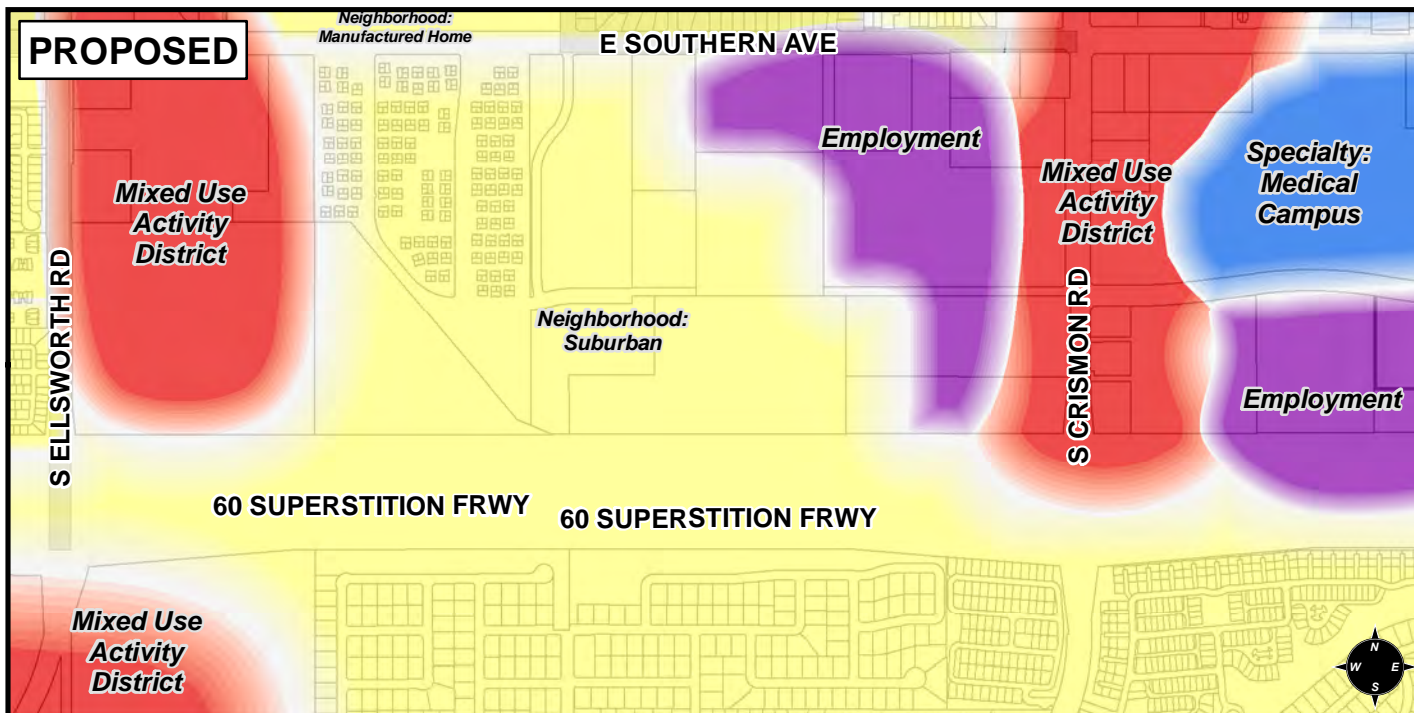 PROPOSED
Neighborhood:
Manufactured Home
E SOUTHERN AVE
Mixed Use
Activity
District
Employment
Mixed Use
Activity
District
Specialty:
Medical
Campus
S ELLSWORTH RD
Neighborhood:
Suburban
S CRISMON RD
Employment
60 SUPERSTITION FRWY
60 SUPERSTITION FRWY
Mixed Use
Activity
District
N
W E
S